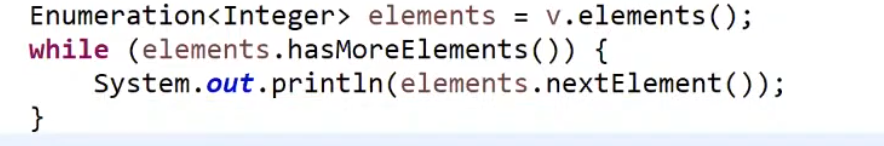 Enumeration<Integer> elements = v.elements();
while (elements.hasMoreElements()) {
System.out.println(elements.nextElement());
}